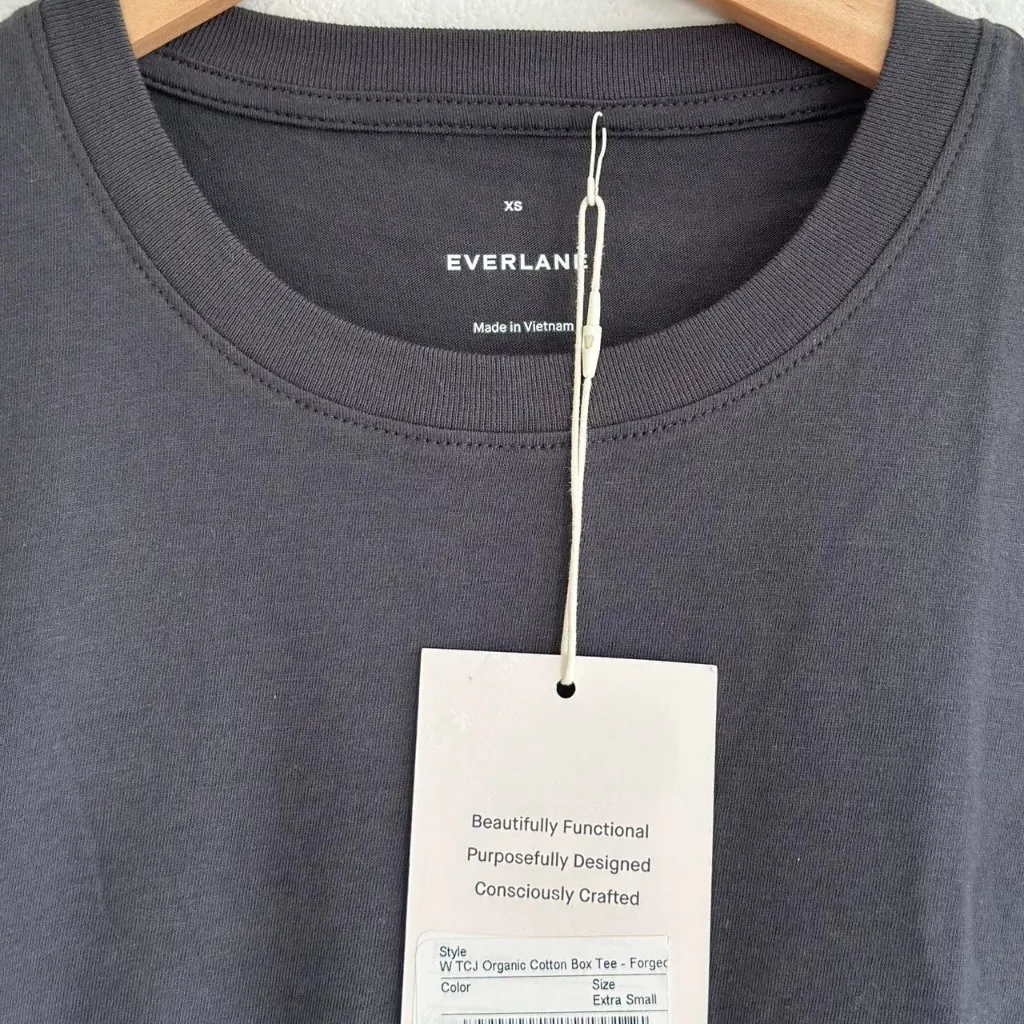 XS
EVERLANE
Made in Vietnam
Beautifully Functional
Purposefully Designed
Consciously Crafted
Style
W TCJ Organic Cotton Box Tee - Forged
Color Size
Extra Small